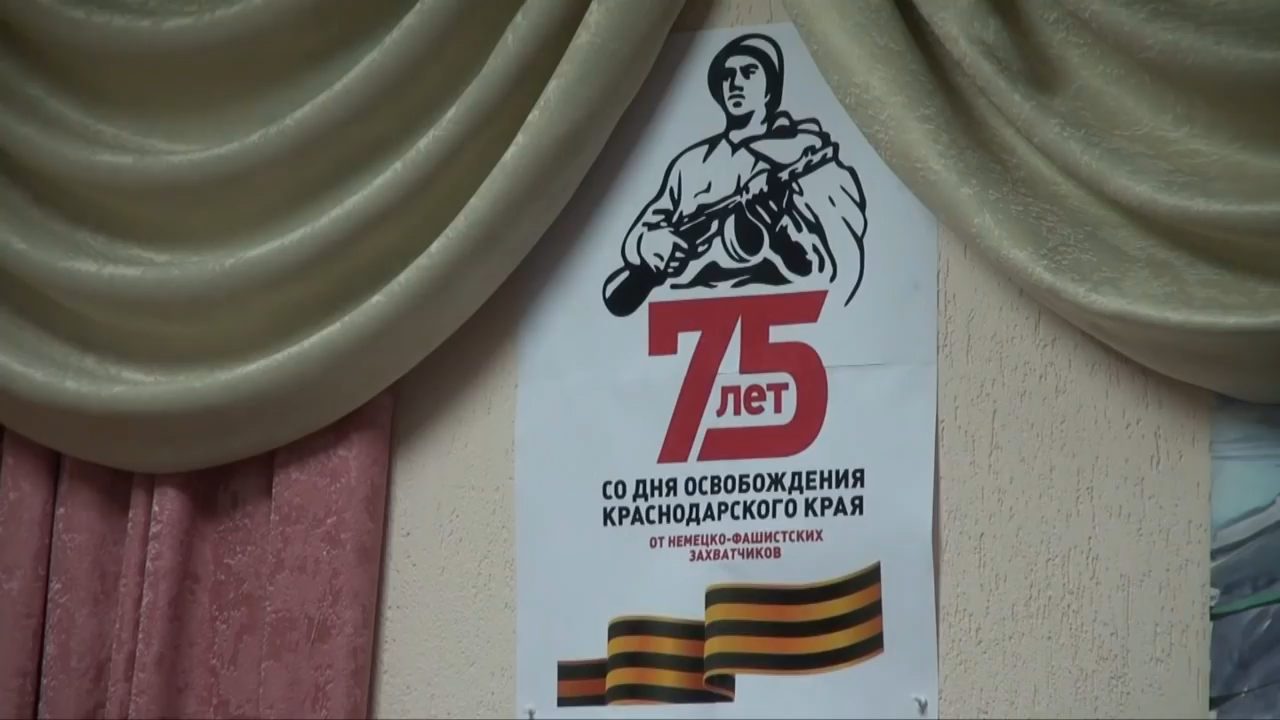 75
лет
СО ДНЯ ОСВОБОЖДЕНИЯ
КРАСНОДАРСКОГО КРАЯ
ОТ НЕМЕЦКО-ФАШИСТСКИХ
ЗАХВАТЧИКОВ